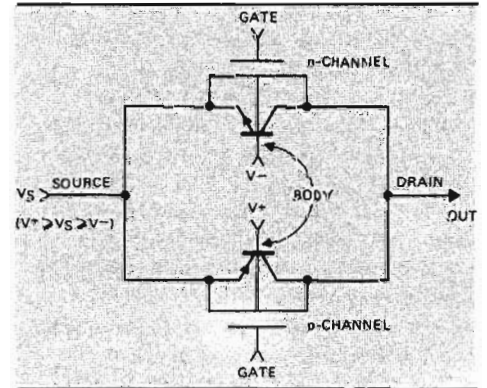 GATE
n-CHANNEL
V−
BODY
VS SOURCE
(V+ ⩾ VS ⩾ V−)
V+
DRAIN
OUT
p-CHANNEL
GATE